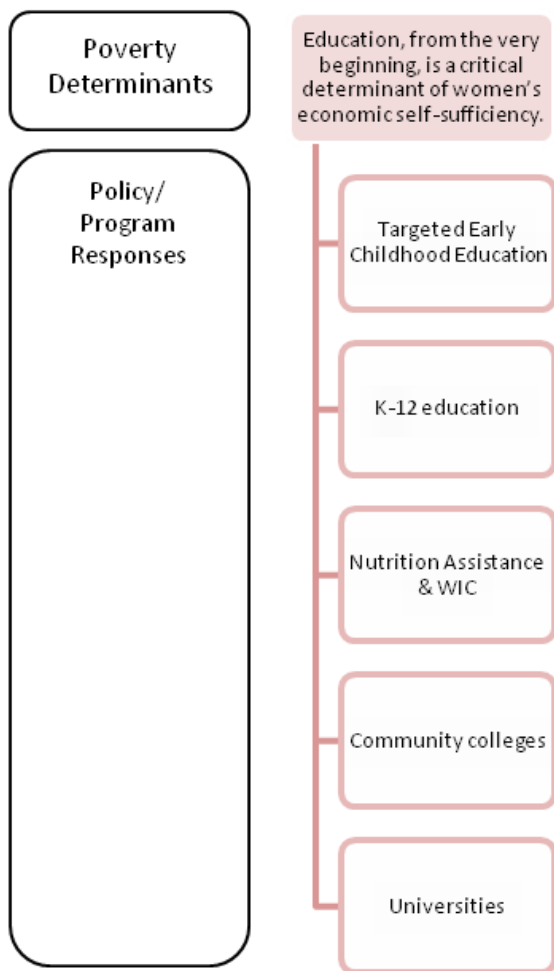 Poverty
Determinants
Education, from the very
beginning, is a critical
determinant of women's
economic self-sufficiency.
Policy/
Program
Responses
Targeted Early
Childhood Education
K-12 education
Nutrition Assistance
& WIC
Community colleges
Universities